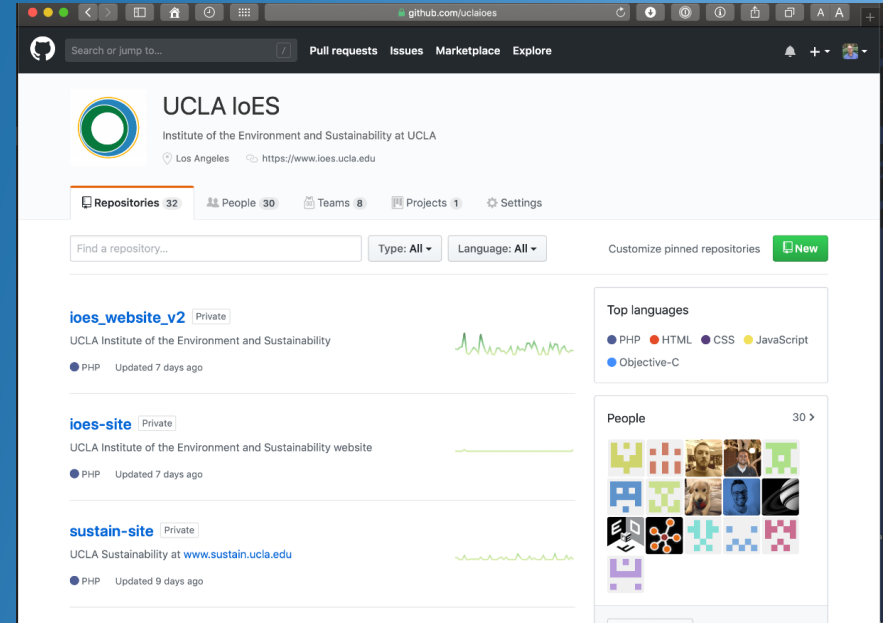 github.com/uclaioes
A A
Search or jump to... /
Pull requests Issues Marketplace Explore
UCLA IoES
Institute of the Environment and Sustainability at UCLA
Los Angeles https://www.ioes.ucla.edu
Repositories 32 People 30 Teams 8 Projects 1 Settings
Find a repository... Type: All Language: All Customize pinned repositories New
ioes_website_v2 Private
UCLA Institute of the Environment and Sustainability
PHP Updated 7 days ago
Top languages
PHP HTML CSS JavaScript
Objective-C
ioes-site Private
UCLA Institute of the Environment and Sustainability website
PHP Updated 7 days ago
People 30 >
sustain-site Private
UCLA Sustainability at www.sustain.ucla.edu
PHP Updated 9 days ago